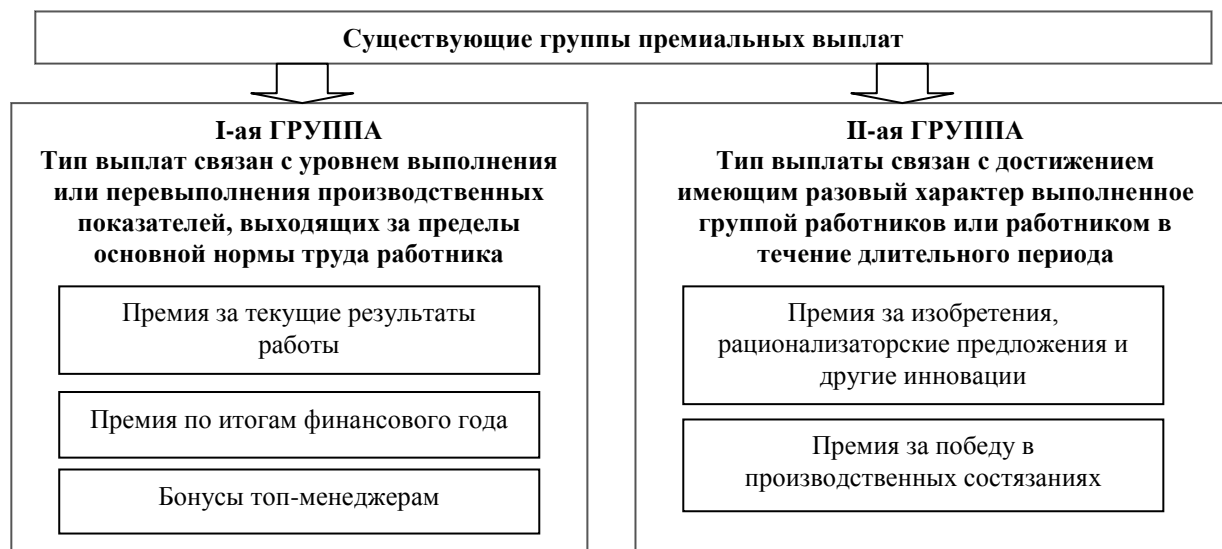 Существующие группы премиальных выплат
I-ая ГРУППА
Тип выплат связан с уровнем выполнения
или перевыполнения производственных
показателей, выходящих за пределы
основной нормы труда работника
Премия за текущие результаты
работы
Премия по итогам финансового года
Бонусы топ-менеджерам
II-ая ГРУППА
Тип выплаты связан с достижением
имеющим разовый характер выполненное
группой работников или работником в
течение длительного периода
Премия за изобретения,
рационализаторские предложения и
другие инновации
Премия за победу в
производственных состязаниях